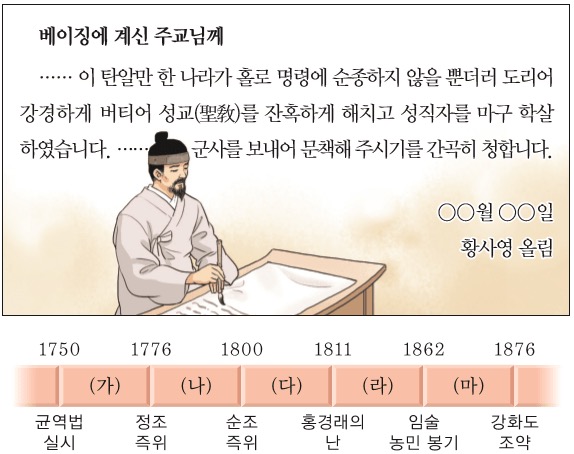 베이징에 계신 주교님께
…… 이 탄알만 한 나라가 홀로 명령에 순종하지 않을 뿐더러 도리어
강경하게 버티어 성교(聖敎)를 잔혹하게 해치고 성직자를 마구 학살
하였습니다. …… 군사를 보내어 문책해 주시기를 간곡히 청합니다.
○○월 ○○일
황사영 올림
1750 1776 1800 1811 1862 1876
(가) (나) (다) (라) (마)
균역법 정조 순조 홍경래의 임술 강화도
실시 즉위 즉위 난 농민 봉기 조약